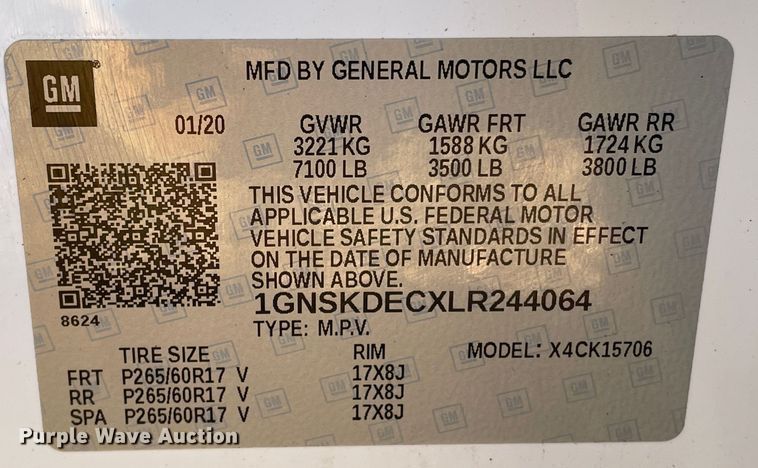 GM
MFD BY GENERAL MOTORS LLC
01/20 GVWR GAWR FRT GAWR RR
3221 KG 1588 KG 1724 KG
7100 LB 3500 LB 3800 LB
THIS VEHICLE CONFORMS TO ALL
APPLICABLE U.S. FEDERAL MOTOR
VEHICLE SAFETY STANDARDS IN EFFECT
ON THE DATE OF MANUFACTURE
SHOWN ABOVE.
8624
1GNSKDECXLR244064
TYPE: M.P.V.
TIRE SIZE RIM MODEL: X4CK15706
FRT P265/60R17 V 17X8J
RR P265/60R17 V 17X8J
SPA P265/60R17 V 17X8J
Purple Wave Auction